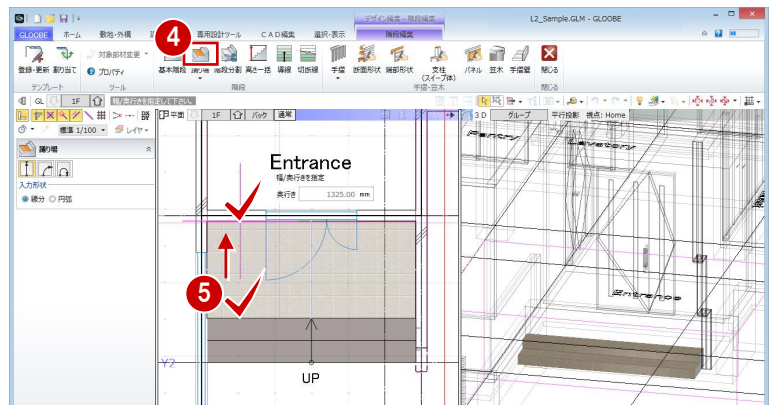 デザイン編集 - 階段編集
L2_Sample.GLM - GLOOBE
GLOOBE ホーム 敷地・外構 専用設計ツール CAD編集 選択・表示 階段編集
4
登録・更新 割り当て
対象部材変更
プロパティ
基本階段 踊り場 階段分割 高さ一括 導線 切断線 手摺 断面形状 端部形状 支柱 (スイープ体) パネル 笠木 手摺壁 閉じる
テンプレート ツール 階段 手摺・笠木 閉じる
GL 1F 幅/奥行きを指定して下さい。
標準 1/100 レイヤ
平面 1F バック 通常
3D グループ 平行投影 視点: Home
踊り場
入力形状
線分 円弧
Entrance
幅/奥行きを指定
奥行き 1325.00 mm
5
Y2
UP
Pantry
Lavatory
Entrance